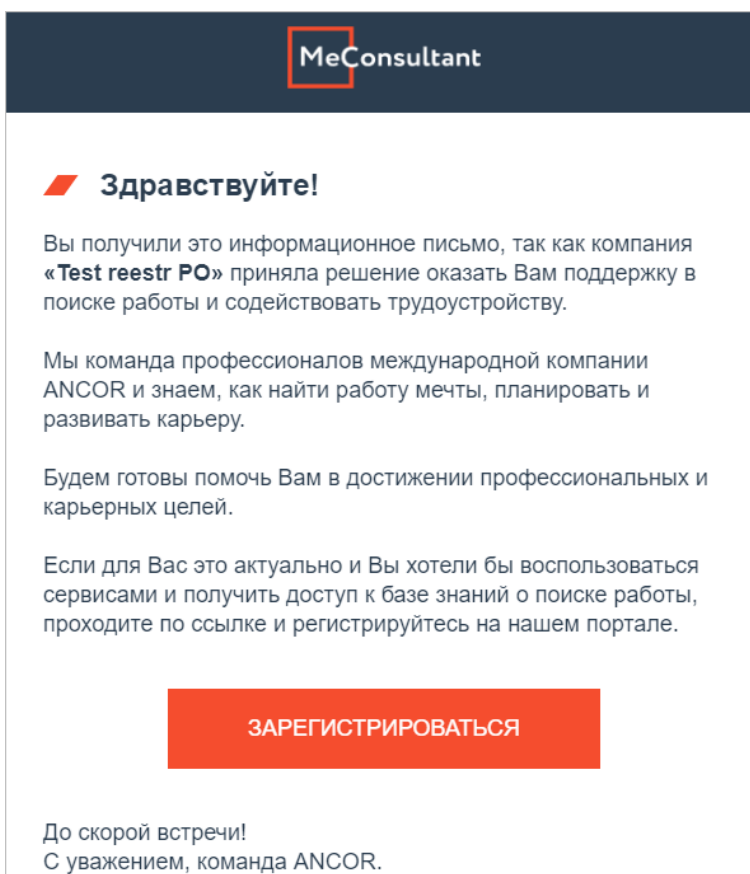 MeConsultant
Здравствуйте!
Вы получили это информационное письмо, так как компания
«Test reestr PO» приняла решение оказать Вам поддержку в
поиске работы и содействовать трудоустройству.
Мы команда профессионалов международной компании
ANCOR и знаем, как найти работу мечты, планировать и
развивать карьеру.
Будем готовы помочь Вам в достижении профессиональных и
карьерных целей.
Если для Вас это актуально и Вы хотели бы воспользоваться
сервисами и получить доступ к базе знаний о поиске работы,
проходите по ссылке и регистрируйтесь на нашем портале.
ЗАРЕГИСТРИРОВАТЬСЯ
До скорой встречи!
С уважением, команда ANCOR.